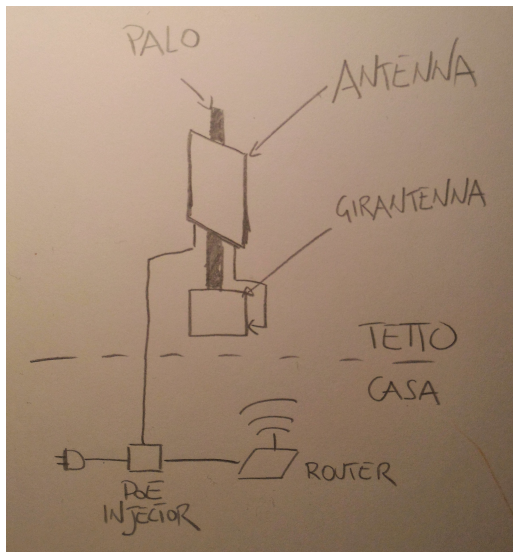 PALO
ANTENNA
GIRANTENNA
TETTO
CASA
ROUTER
PoE
INJECTOR